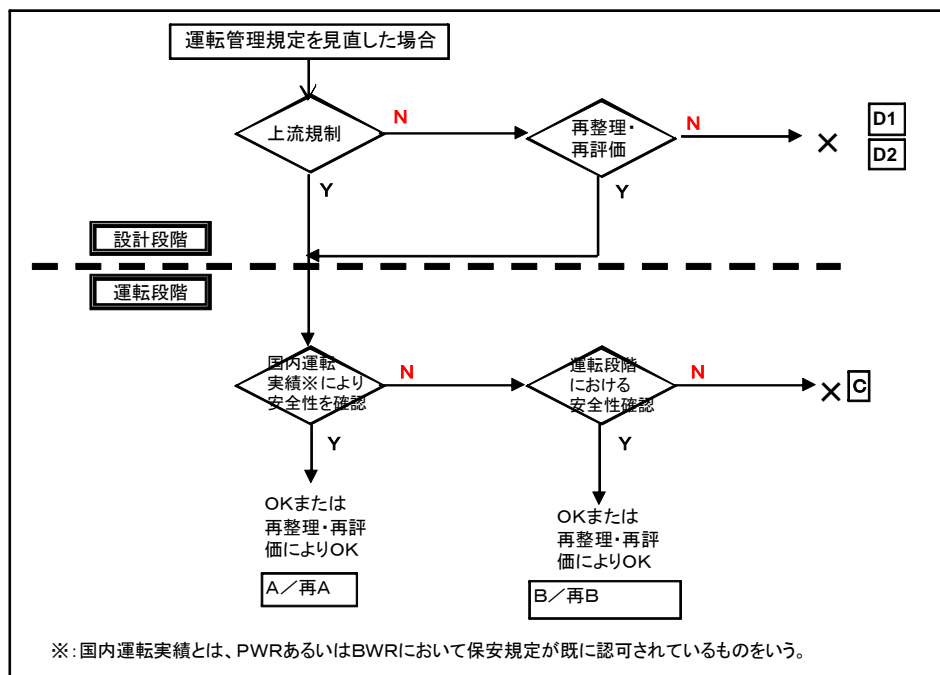 運転管理規定を見直した場合
上流規制
N
再整理・
再評価
N
×
D1
D2
Y
Y
設計段階
運転段階
国内運転
実績※により
安全性を確認
N
運転段階
における
安全性確認
N
×
C
Y
Y
OKまたは
再整理・再評
価によりOK
A/再A
OKまたは
再整理・再評
価によりOK
B/再B
※:国内運転実績とは、PWRあるいはBWRにおいて保安規定が既に認可されているものをいう。